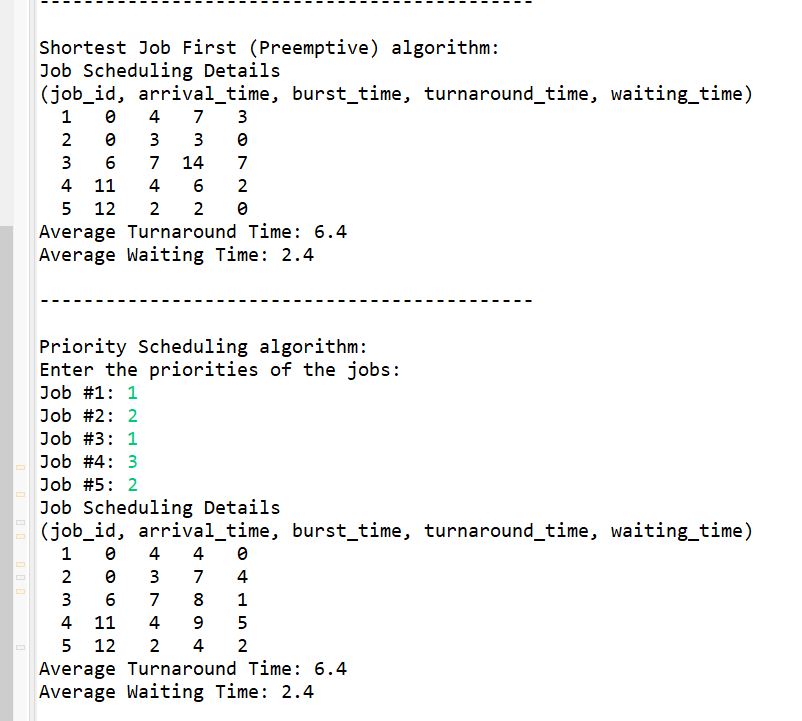 ---------------------------------------------
Shortest Job First (Preemptive) algorithm:
Job Scheduling Details
(job_id, arrival_time, burst_time, turnaround_time, waiting_time)
1 0 4 7 3
2 0 3 3 0
3 6 7 14 7
4 11 4 6 2
5 12 2 2 0
Average Turnaround Time: 6.4
Average Waiting Time: 2.4
---------------------------------------------
Priority Scheduling algorithm:
Enter the priorities of the jobs:
Job #1: 1
Job #2: 2
Job #3: 1
Job #4: 3
Job #5: 2
Job Scheduling Details
(job_id, arrival_time, burst_time, turnaround_time, waiting_time)
1 0 4 4 0
2 0 3 7 4
3 6 7 8 1
4 11 4 9 5
5 12 2 4 2
Average Turnaround Time: 6.4
Average Waiting Time: 2.4